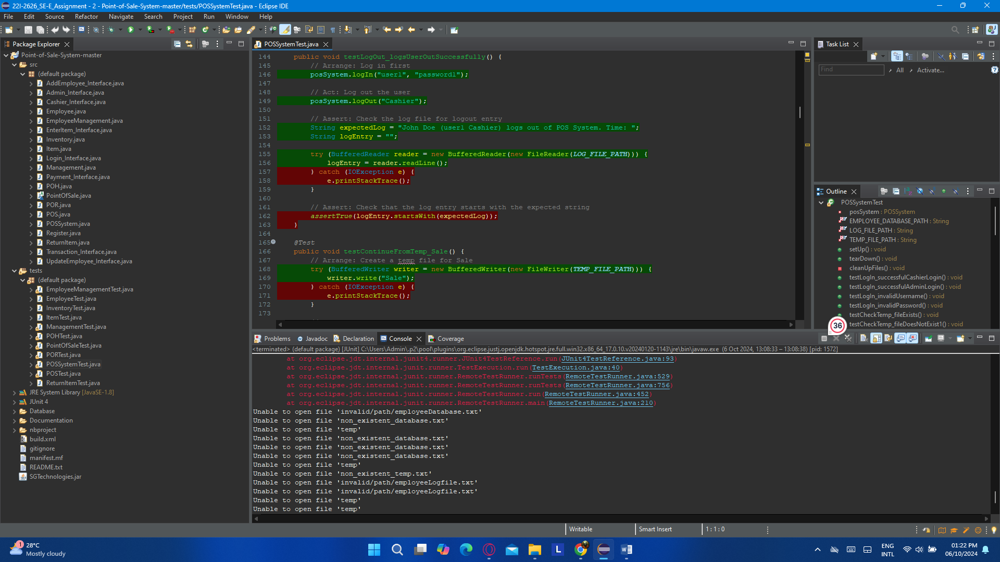 22I-2626_SE-E_Assignment - 2 - Point-of-Sale-System-master/tests/POSSystemTest.java - Eclipse IDE
File Edit Source Refactor Navigate Search Project Run Window Help
Package Explorer
Point-of-Sale-System-master
src
(default package)
AddEmployee_Interface.java
Admin_Interface.java
Cashier_Interface.java
Employee.java
EmployeeManagement.java
EnterItem_Interface.java
Inventory.java
Item.java
Login_Interface.java
Management.java
Payment_Interface.java
POH.java
PointOfSale.java
POR.java
POS.java
POSSystem.java
Register.java
ReturnItem.java
Transaction_Interface.java
UpdateEmployee_Interface.java
tests
(default package)
EmployeeManagementTest.java
EmployeeTest.java
InventoryTest.java
ItemTest.java
ManagementTest.java
POHTest.java
PointOfSaleTest.java
PORTest.java
POSSystemTest.java
POSTest.java
ReturnItemTest.java
JRE System Library [JavaSE-1.8]
JUnit 4
Database
Documentation
nbproject
build.xml
gitignore
manifest.mf
README.txt
SGTechnologies.jar
POSSystemTest.java
144 public void testLogOut_logsUserOutSuccessfully() {
145 // Arrange: Log in first
146 posSystem.logIn("user1", "password1");
147
148 // Act: Log out the user
149 posSystem.logOut("Cashier");
150
151 // Assert: Check the log file for logout entry
152 String expectedLog = "John Doe (user1 Cashier) logs out of POS System. Time: ";
153 String logEntry = "";
154
155 try (BufferedReader reader = new BufferedReader(new FileReader(LOG_FILE_PATH))) {
156 logEntry = reader.readLine();
157 } catch (IOException e) {
158 e.printStackTrace();
159 }
160
161 // Assert: Check that the log entry starts with the expected string
162 assertTrue(logEntry.startsWith(expectedLog));
163 }
164
165 @Test
166 public void testContinueFromTemp_Sale() {
167 // Arrange: Create a temp file for Sale
168 try (BufferedWriter writer = new BufferedWriter(new FileWriter(TEMP_FILE_PATH))) {
169 writer.write("Sale");
170 } catch (IOException e) {
171 e.printStackTrace();
172 }
173
Task List
Find
All
Activate...
Outline
POSSystemTest
posSystem : POSSystem
EMPLOYEE_DATABASE_PATH : String
LOG_FILE_PATH : String
TEMP_FILE_PATH : String
setUp() : void
tearDown() : void
cleanUpFiles() : void
testLogIn_successfulCashierLogin() : void
testLogIn_successfulAdminLogin() : void
testLogIn_invalidUsername() : void
testLogIn_invalidPassword() : void
testCheckTemp_fileExists() : void
testCheckTemp_fileDoesNotExist1() : void
36
Problems Javadoc Declaration Console Coverage
<terminated> (default package) [JUnit] C:\Users\Admin\.p2\pool\plugins\org.eclipse.justj.openjdk.hotspot.jre.full.win32.x86_64_17.0.10.v20240120-1143\jre\bin\javaw.exe (6 Oct 2024, 13:08:33 – 13:08:38) [pid: 1572]
at org.eclipse.jdt.internal.junit4.runner.JUnit4TestReference.run(JUnit4TestReference.java:93)
at org.eclipse.jdt.internal.junit.runner.TestExecution.run(TestExecution.java:40)
at org.eclipse.jdt.internal.junit.runner.RemoteTestRunner.runTests(RemoteTestRunner.java:529)
at org.eclipse.jdt.internal.junit.runner.RemoteTestRunner.runTests(RemoteTestRunner.java:756)
at org.eclipse.jdt.internal.junit.runner.RemoteTestRunner.run(RemoteTestRunner.java:452)
at org.eclipse.jdt.internal.junit.runner.RemoteTestRunner.main(RemoteTestRunner.java:210)
Unable to open file 'invalid/path/employeeDatabase.txt'
Unable to open file 'non_existent_database.txt'
Unable to open file 'temp'
Unable to open file 'non_existent_database.txt'
Unable to open file 'non_existent_database.txt'
Unable to open file 'non_existent_database.txt'
Unable to open file 'temp'
Unable to open file 'non_existent_temp.txt'
Unable to open file 'invalid/path/employeeLogfile.txt'
Unable to open file 'invalid/path/employeeLogfile.txt'
Unable to open file 'temp'
Unable to open file 'temp'
Writable
Smart Insert
1 : 1 : 0
1
28°C
Mostly cloudy
L
ENG
INTL
01:22 PM
06/10/2024